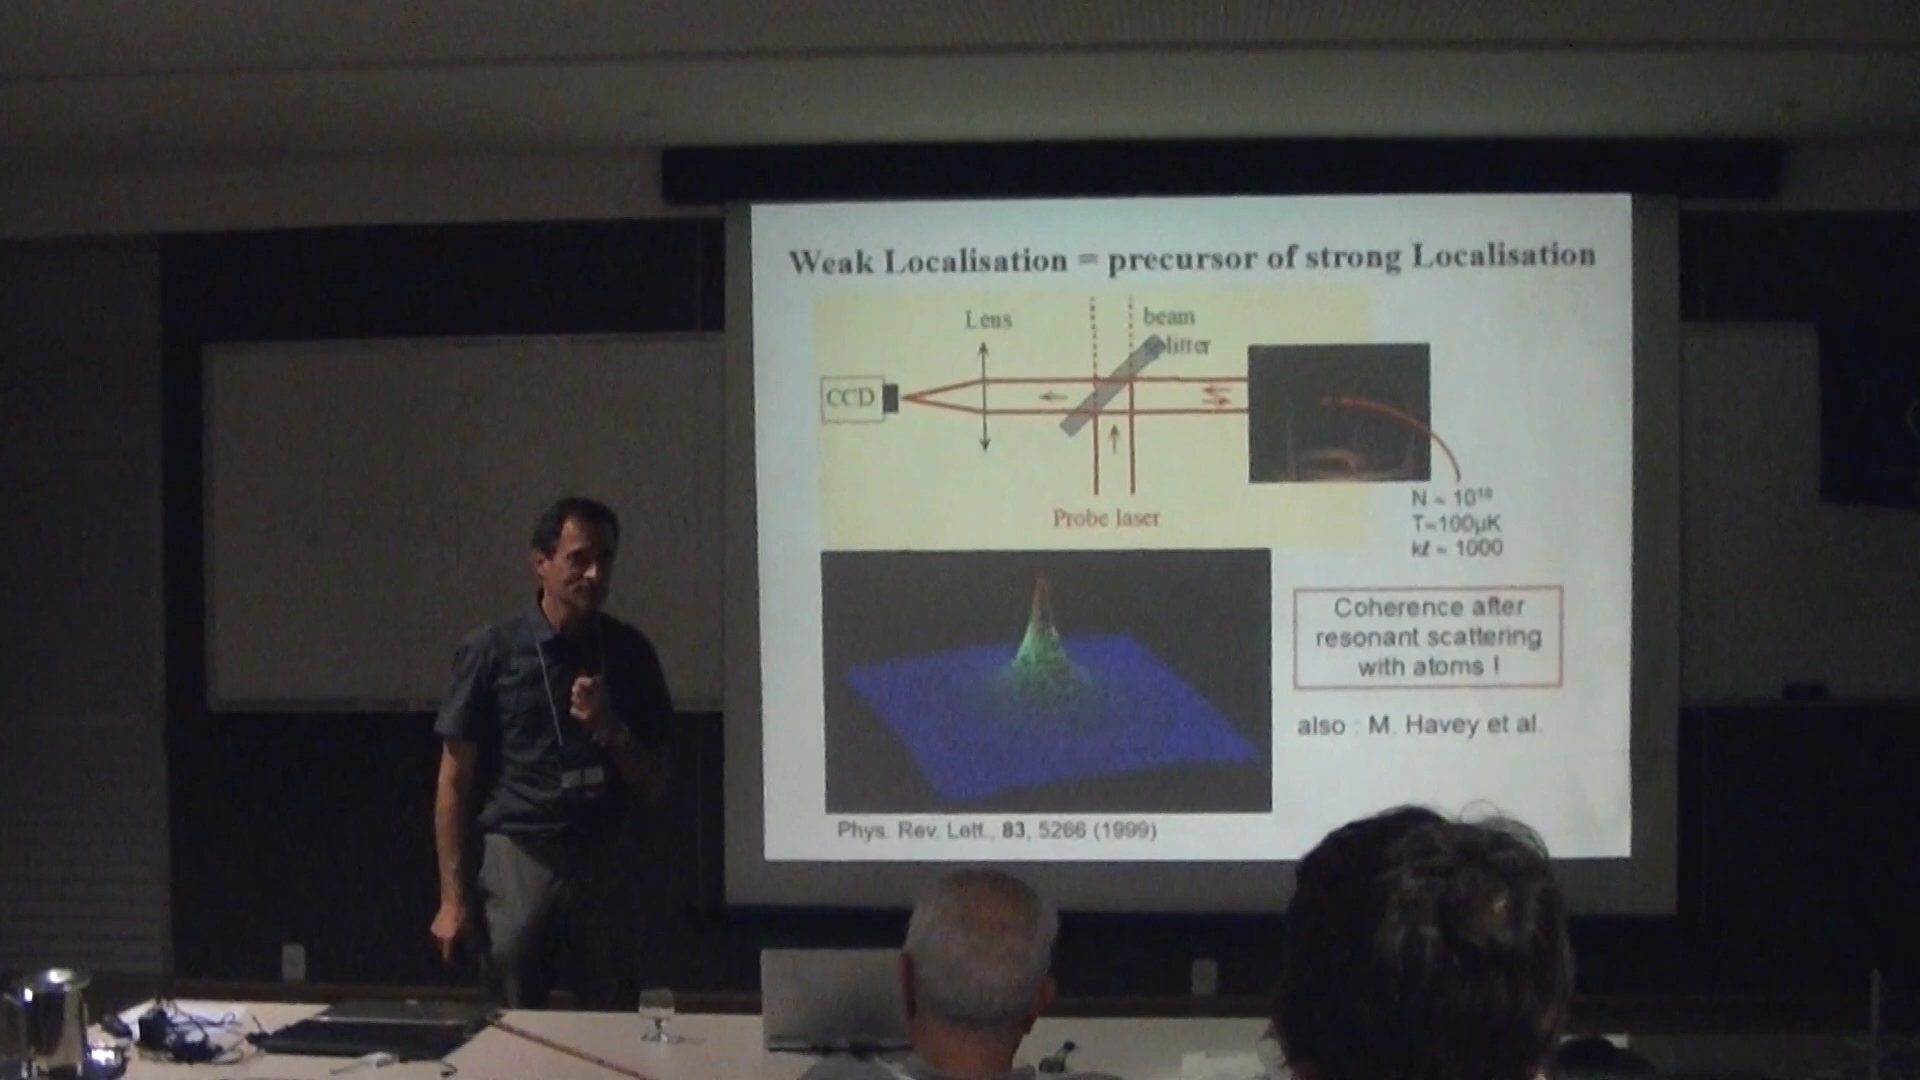 Weak Localisation = precursor of strong Localisation
Lens
beam
splitter
CCD
Probe laser
N ~ 10¹⁰
T~100µK
kℓ ~ 1000
Coherence after
resonant scattering
with atoms !
also : M. Havey et al.
Phys. Rev. Lett., 83, 5266 (1999)